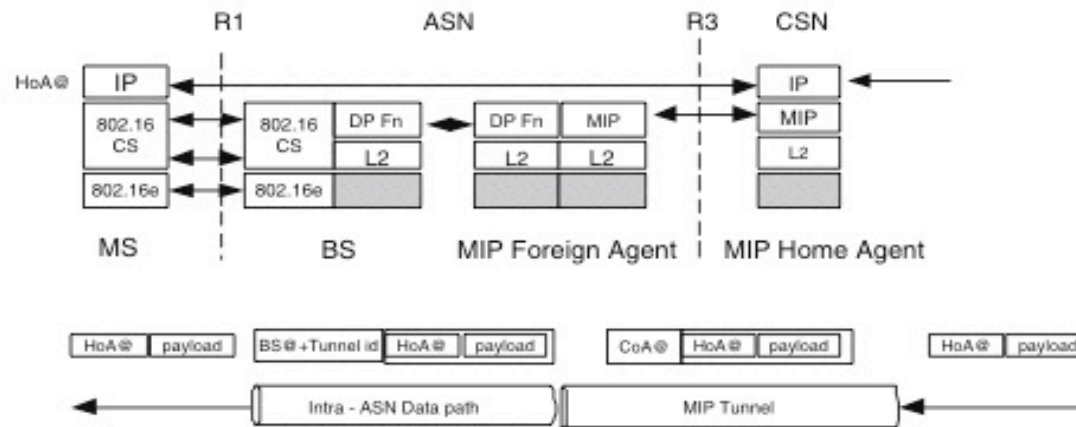 R1 ASN R3 CSN
HoA@ IP IP
802.16 CS 802.16 CS DP Fn DP Fn MIP MIP
L2 L2 L2 L2
802.16e 802.16e
MS BS MIP Foreign Agent MIP Home Agent
HoA@ payload BS@+Tunnel id HoA@ payload CoA@ HoA@ payload HoA@ payload
Intra - ASN Data path MIP Tunnel